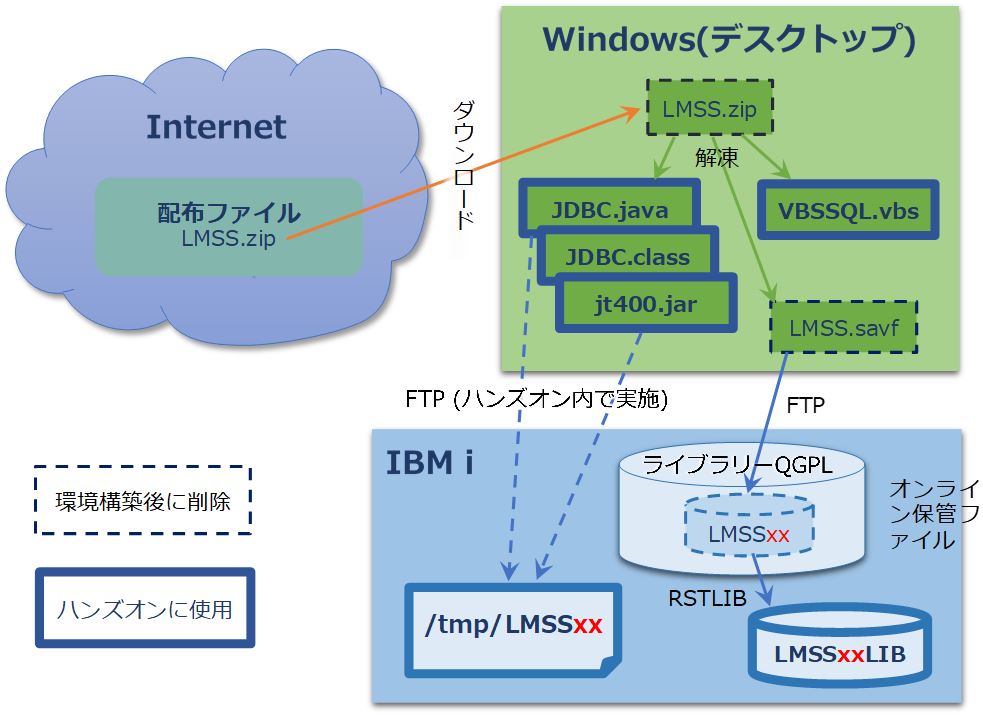 Windows(デスクトップ)
LMSS.zip
解凍
Internet
配布ファイル
LMSS.zip
ダウンロード
JDBC.java
JDBC.class
jt400.jar
VBSSQL.vbs
LMSS.savf
FTP (ハンズオン内で実施)
FTP
IBM i
ライブラリーQGPL
LMSSxx
オンライ
ン保管フ
ァイル
RSTLIB
/tmp/LMSSxx
LMSSxxLIB
環境構築後に削除
ハンズオンに使用